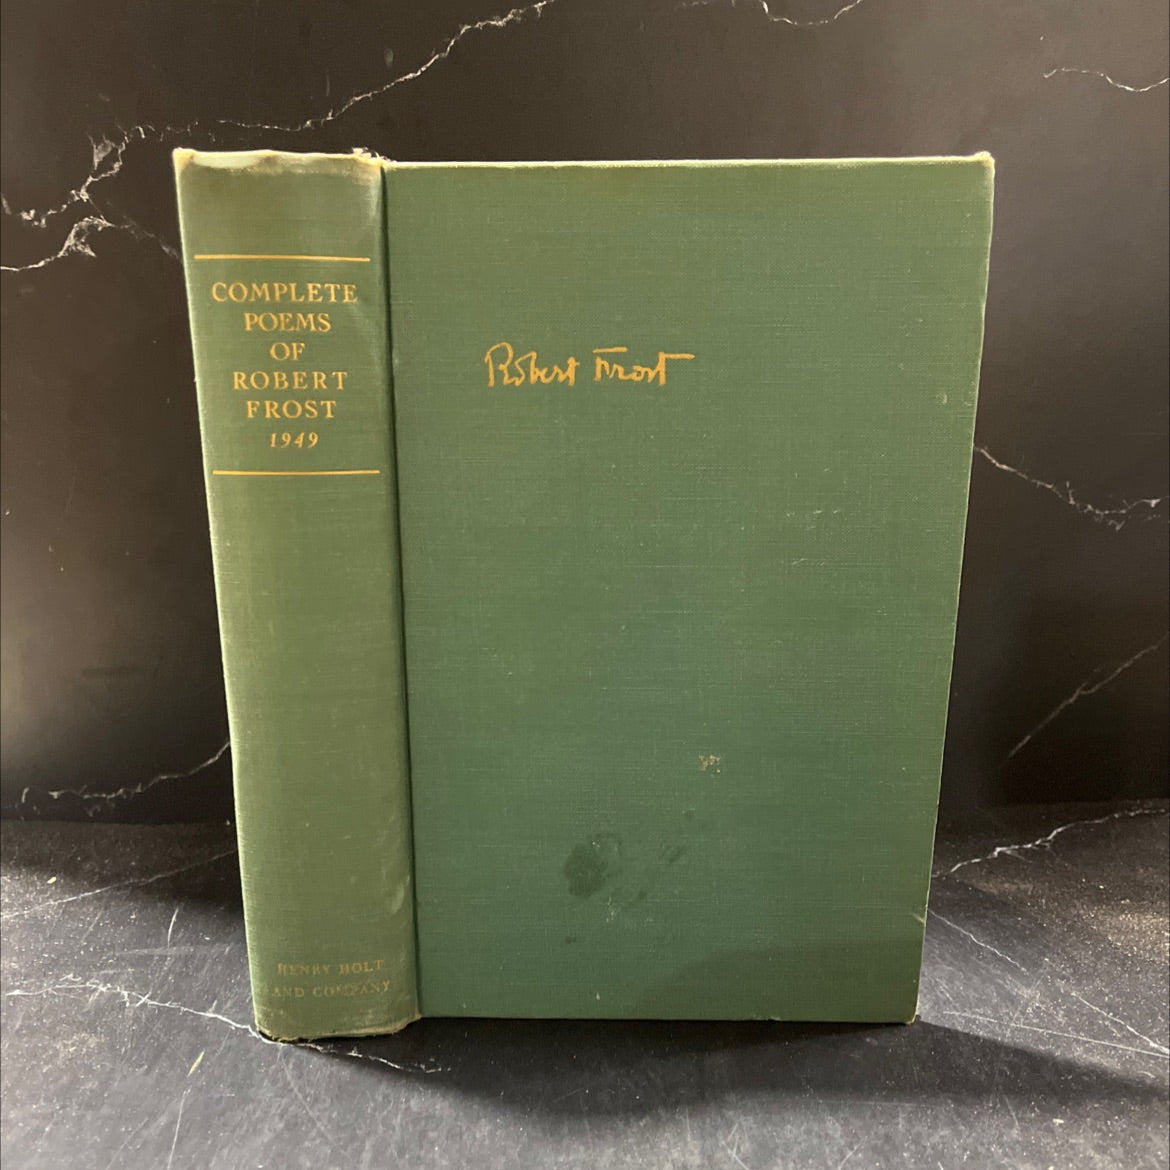 COMPLETE
POEMS
OF
ROBERT
FROST
1949
HENRY HOLT
AND COMPANY
Robert Frost